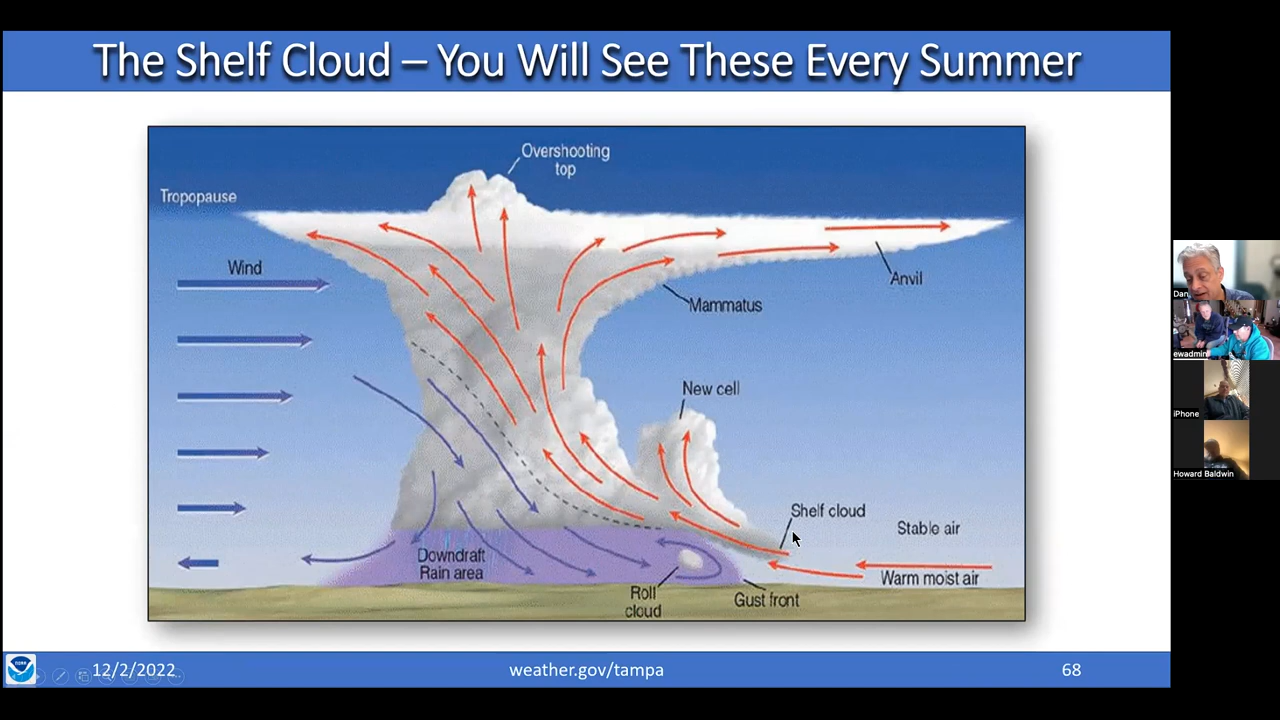 The Shelf Cloud – You Will See These Every Summer
Overshooting
top
Tropopause
Wind
Anvil
Mammatus
New cell
Shelf cloud
Stable air
Downdraft
Rain area
Warm moist air
Roll
cloud
Gust front
12/2/2022
weather.gov/tampa
68
Dan
ewadmin
iPhone
Howard Baldwin